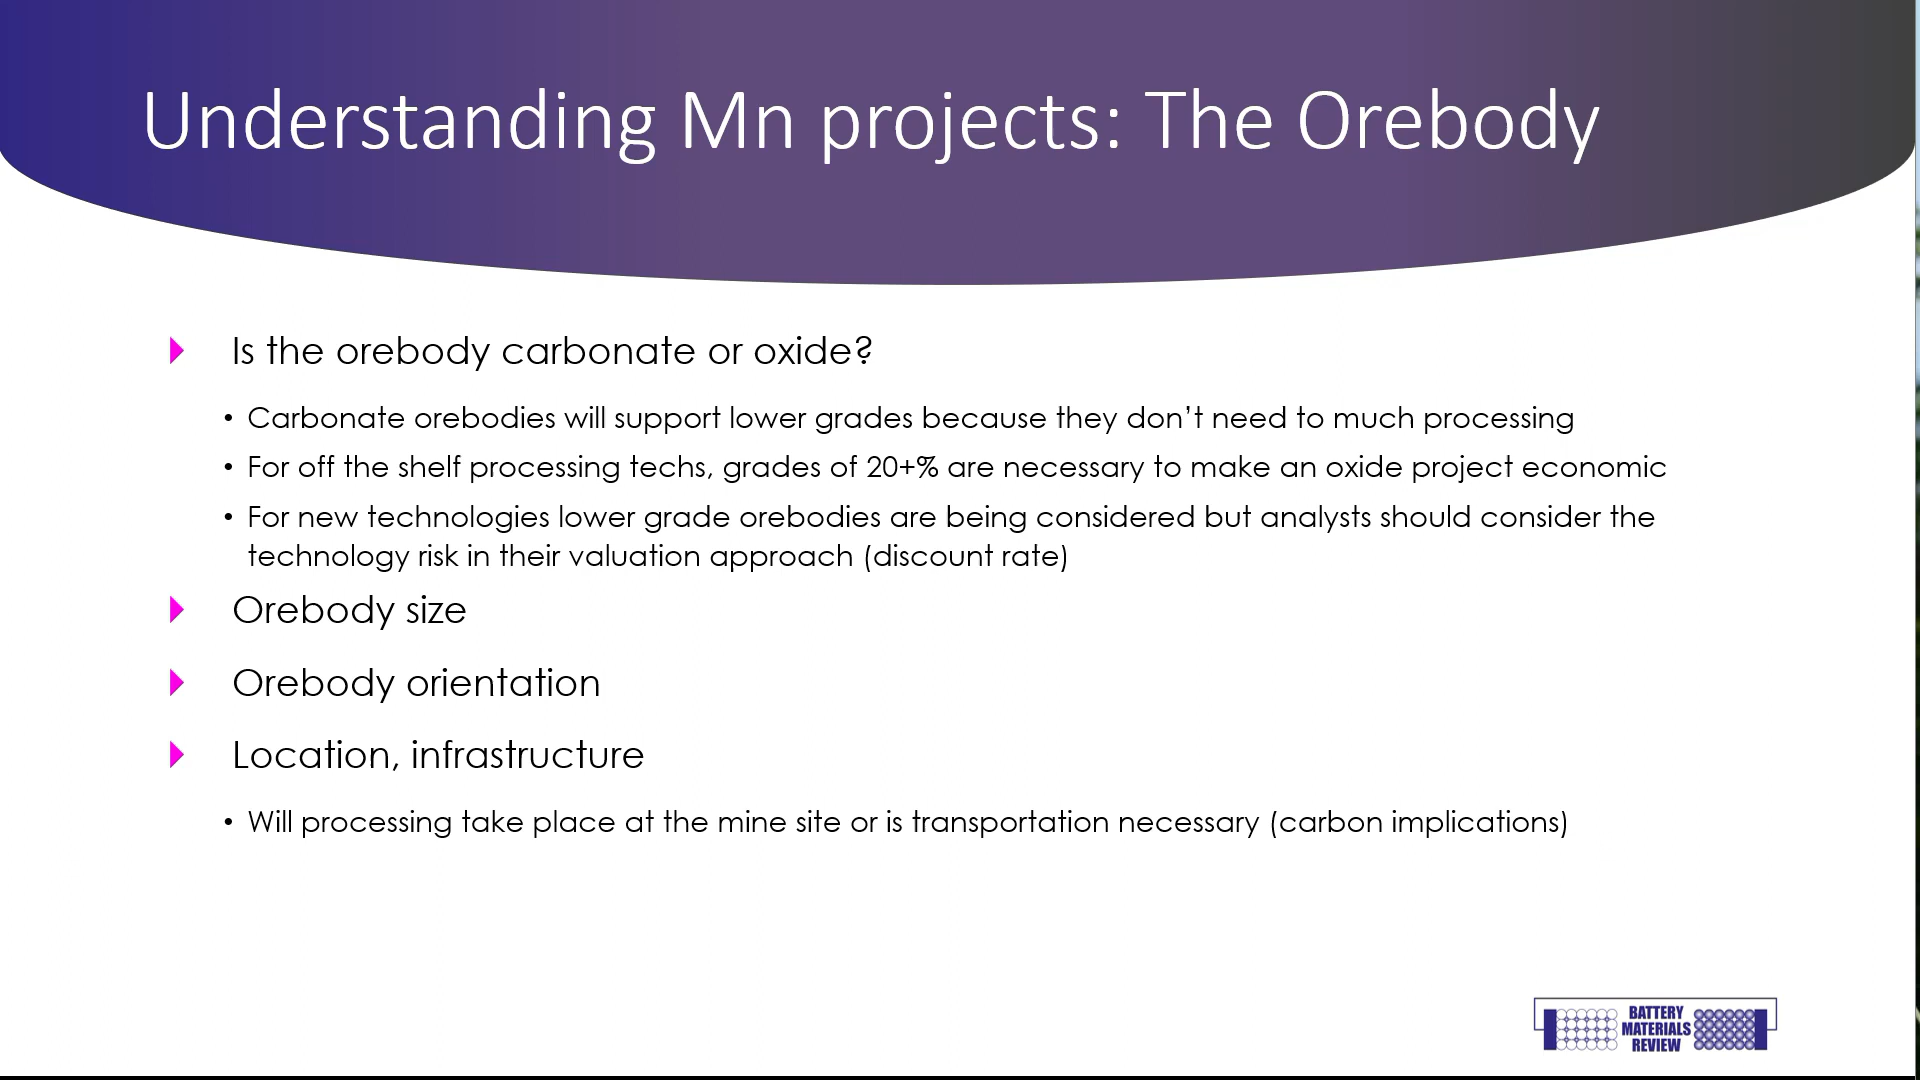 Understanding Mn projects: The Orebody
Is the orebody carbonate or oxide?
• Carbonate orebodies will support lower grades because they don’t need to much processing
• For off the shelf processing techs, grades of 20+% are necessary to make an oxide project economic
• For new technologies lower grade orebodies are being considered but analysts should consider the
technology risk in their valuation approach (discount rate)
Orebody size
Orebody orientation
Location, infrastructure
• Will processing take place at the mine site or is transportation necessary (carbon implications)
BATTERY
MATERIALS
REVIEW